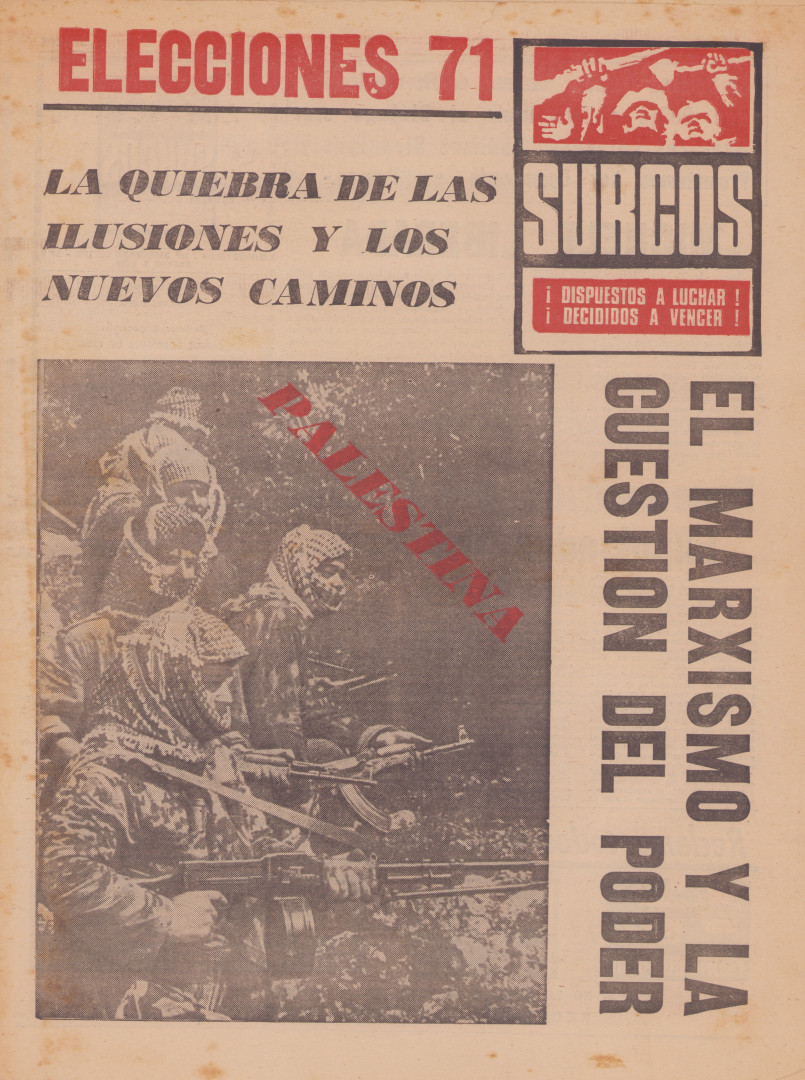 ELECCIONES 71
LA QUIEBRA DE LAS
ILUSIONES Y LOS
NUEVOS CAMINOS
SURCOS
¡ DISPUESTOS A LUCHAR !
¡ DECIDIDOS A VENCER !
PALESTINA
EL MARXISMO Y LA
CUESTION DEL PODER